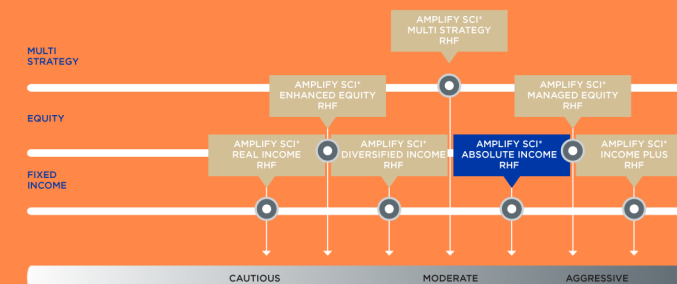 AMPLIFY SCI*
MULTI STRATEGY
RHF
MULTI
STRATEGY
AMPLIFY SCI*
ENHANCED EQUITY
RHF
AMPLIFY SCI*
MANAGED EQUITY
RHF
EQUITY
AMPLIFY SCI*
REAL INCOME
RHF
AMPLIFY SCI*
DIVERSIFIED INCOME
RHF
AMPLIFY SCI*
ABSOLUTE INCOME
RHF
AMPLIFY SCI*
INCOME PLUS
RHF
FIXED
INCOME
CAUTIOUS
MODERATE
AGGRESSIVE